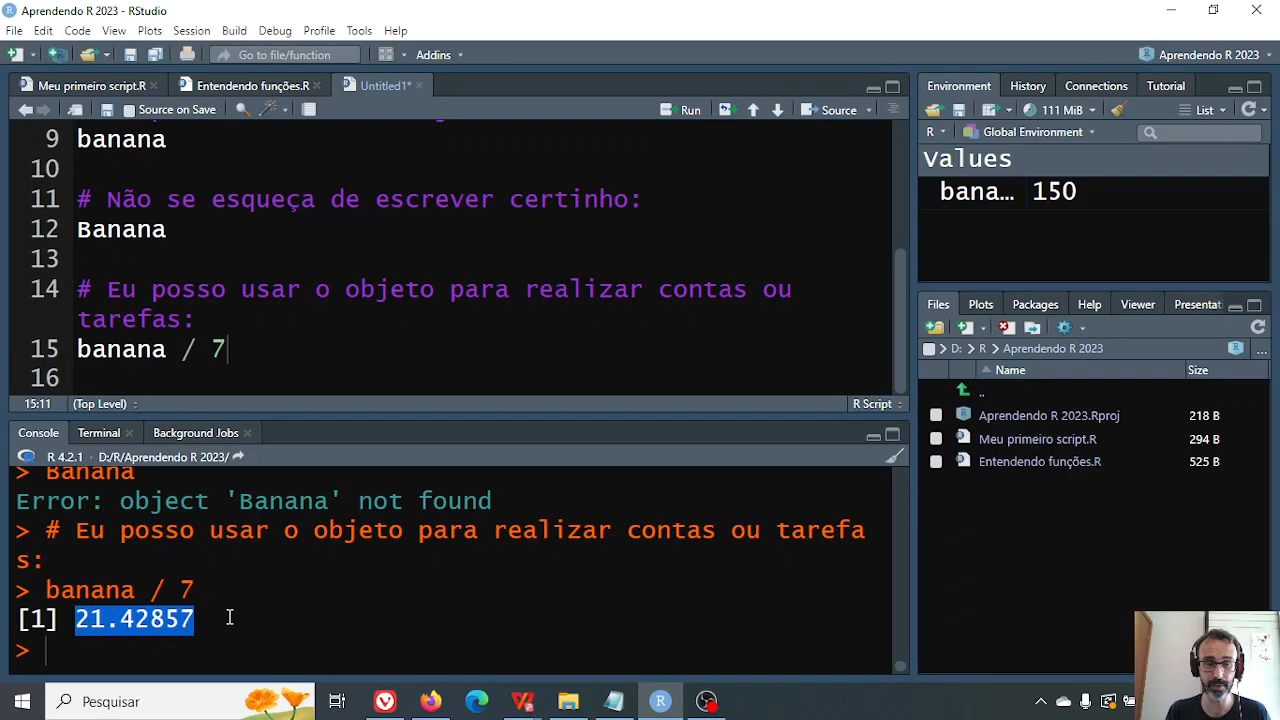 Aprendendo R 2023 - RStudio
File Edit Code View Plots Session Build Debug Profile Tools Help
Go to file/function Addins Aprendendo R 2023
Meu primeiro script.R Entendendo funções.R Untitled1*
Source on Save Run Source
9 banana
10
11 # Não se esqueça de escrever certinho:
12 Banana
13
14 # Eu posso usar o objeto para realizar contas ou
tarefas:
15 banana / 7
16
15:11 (Top Level) R Script
Console Terminal Background Jobs
R 4.2.1 · D:/R/Aprendendo R 2023/
> Banana
Error: object 'Banana' not found
> # Eu posso usar o objeto para realizar contas ou tarefa
s:
> banana / 7
[1] 21.42857
>
Environment History Connections Tutorial
111 MiB List
R Global Environment
Values
bana… 150
Files Plots Packages Help Viewer Presentati
D: R Aprendendo R 2023 ...
Name Size
..
Aprendendo R 2023.Rproj 218 B
Meu primeiro script.R 294 B
Entendendo funções.R 525 B
Pesquisar